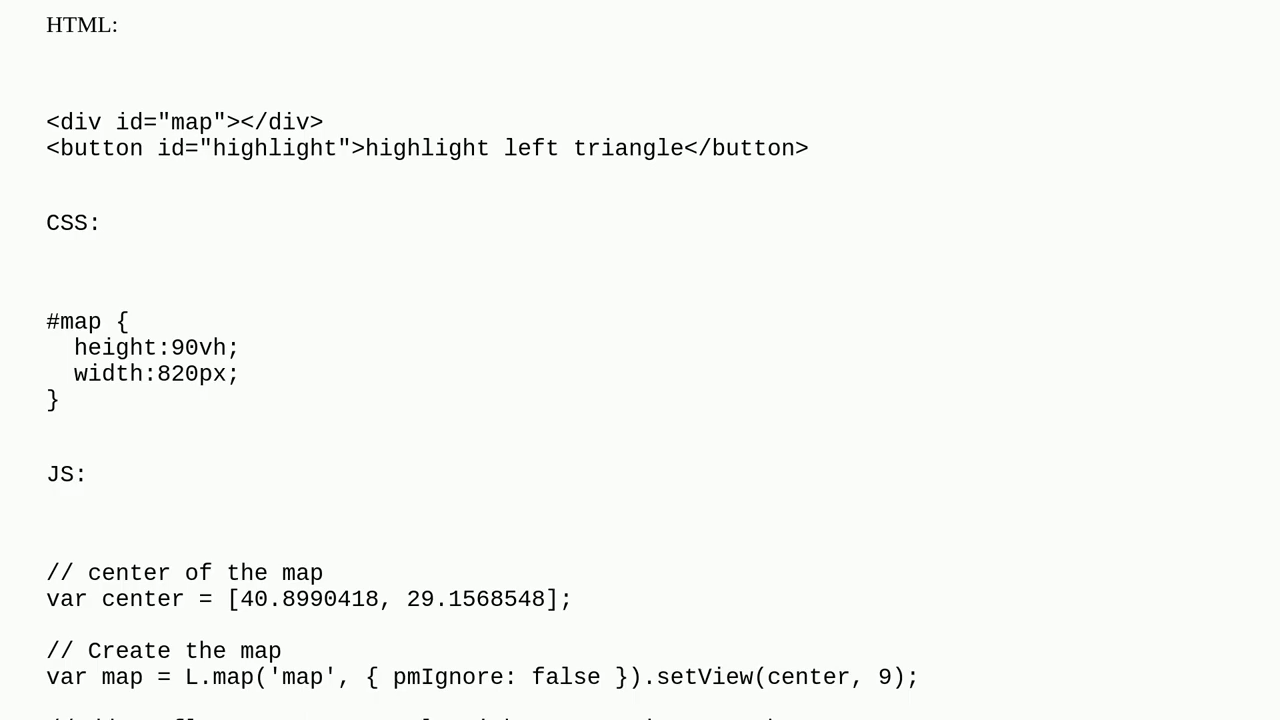 HTML:
<div id="map"></div>
<button id="highlight">highlight left triangle</button>
CSS:
#map {
  height:90vh;
  width:820px;
}
JS:
// center of the map
var center = [40.8990418, 29.1568548];
// Create the map
var map = L.map('map', { pmIgnore: false }).setView(center, 9);